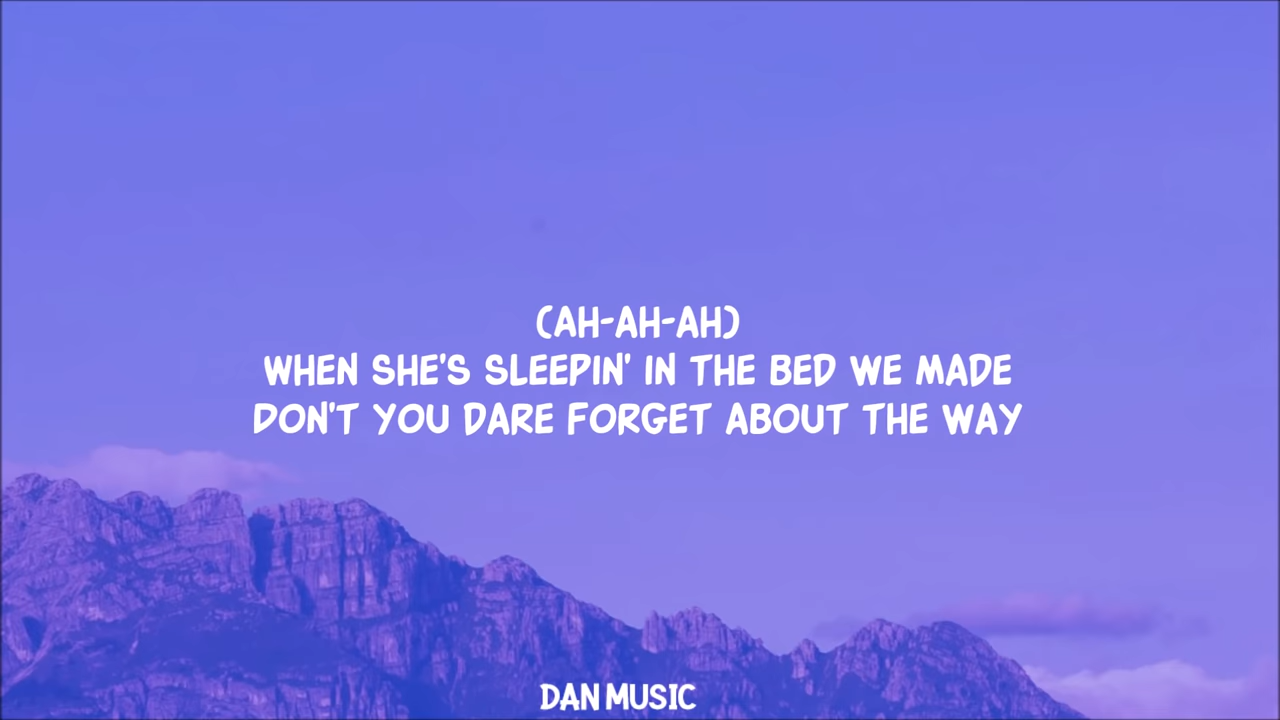 (AH-AH-AH)
WHEN SHE'S SLEEPIN' IN THE BED WE MADE
DON'T YOU DARE FORGET ABOUT THE WAY
DAN MUSIC